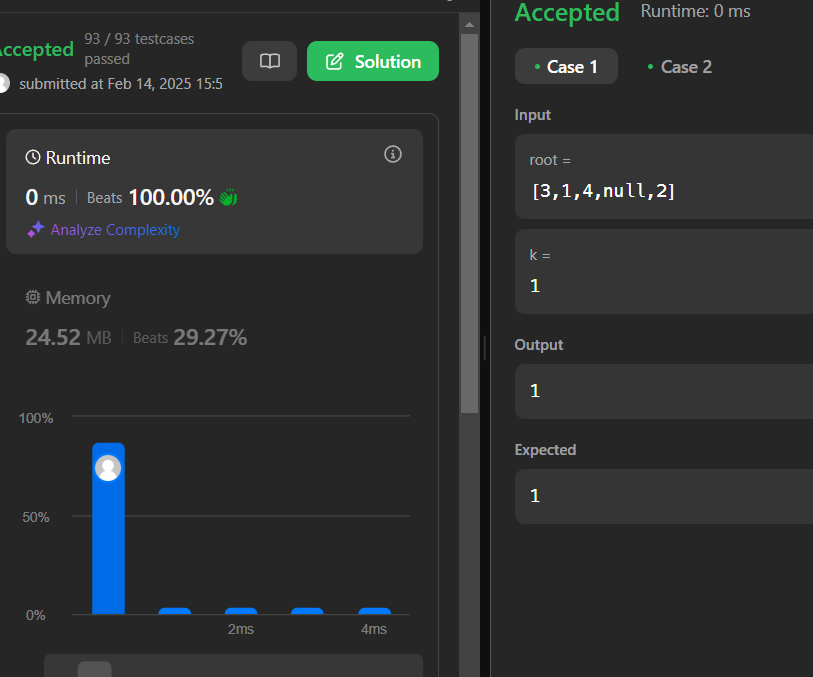 Accepted
93 / 93 testcases
passed
submitted at Feb 14, 2025 15:5
Solution
Runtime
0 ms
Beats 100.00%
Analyze Complexity
Memory
24.52 MB
Beats 29.27%
100%
50%
0%
2ms
4ms
Accepted
Runtime: 0 ms
Case 1
Case 2
Input
root =
[3,1,4,null,2]
k =
1
Output
1
Expected
1